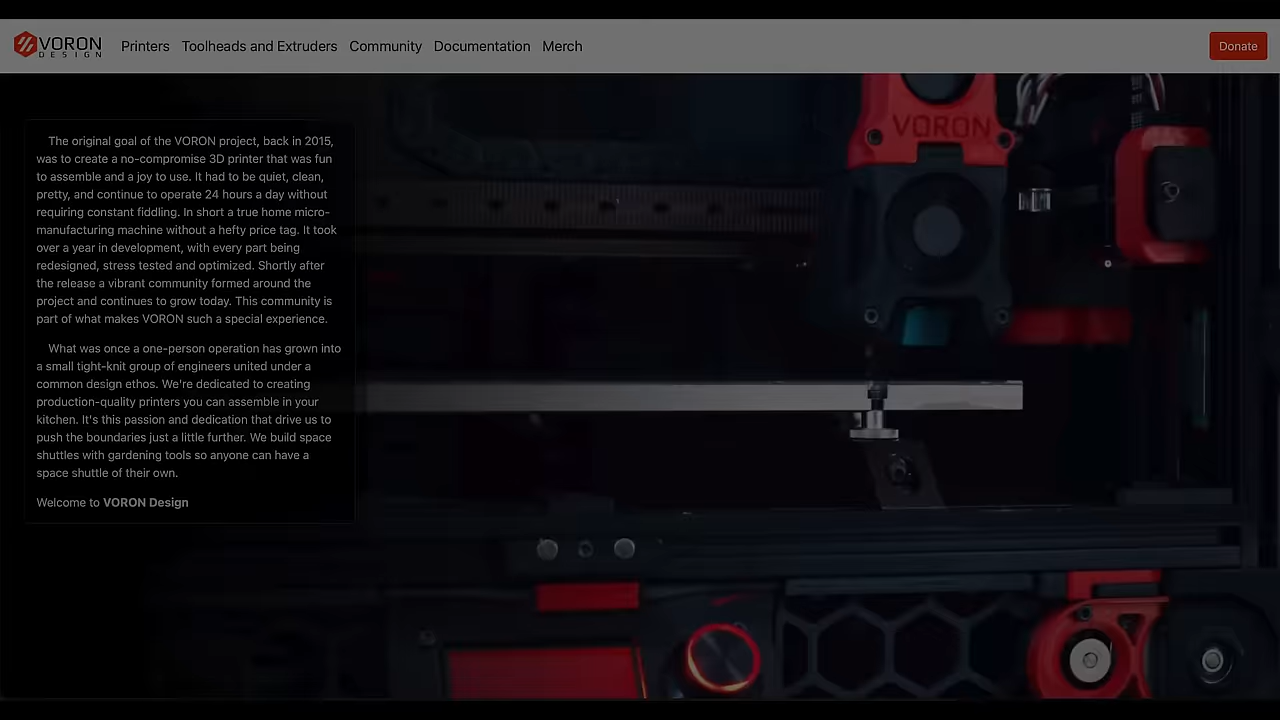 VORON
DESIGN
Printers Toolheads and Extruders Community Documentation Merch
Donate
VORON
The original goal of the VORON project, back in 2015,
was to create a no-compromise 3D printer that was fun
to assemble and a joy to use. It had to be quiet, clean,
pretty, and continue to operate 24 hours a day without
requiring constant fiddling. In short a true home micro-
manufacturing machine without a hefty price tag. It took
over a year in development, with every part being
redesigned, stress tested and optimized. Shortly after
the release a vibrant community formed around the
project and continues to grow today. This community is
part of what makes VORON such a special experience.
What was once a one-person operation has grown into
a small tight-knit group of engineers united under a
common design ethos. We're dedicated to creating
production-quality printers you can assemble in your
kitchen. It's this passion and dedication that drive us to
push the boundaries just a little further. We build space
shuttles with gardening tools so anyone can have a
space shuttle of their own.
Welcome to VORON Design